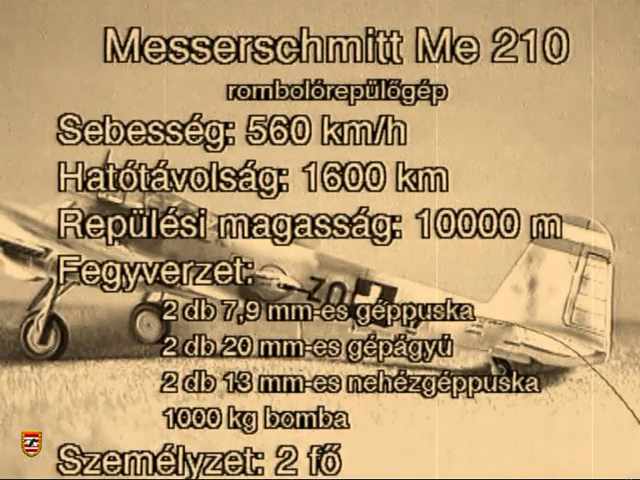 Messerschmitt Me 210
rombolórepülőgép
Sebesség: 560 km/h
Hatótávolság: 1600 km
Repülési magasság: 10000 m
Fegyverzet:
ZO
2 db 7,9 mm-es géppuska
2 db 20 mm-es gépágyú
2 db 13 mm-es nehézgéppuska
1000 kg bomba
Személyzet: 2 fő